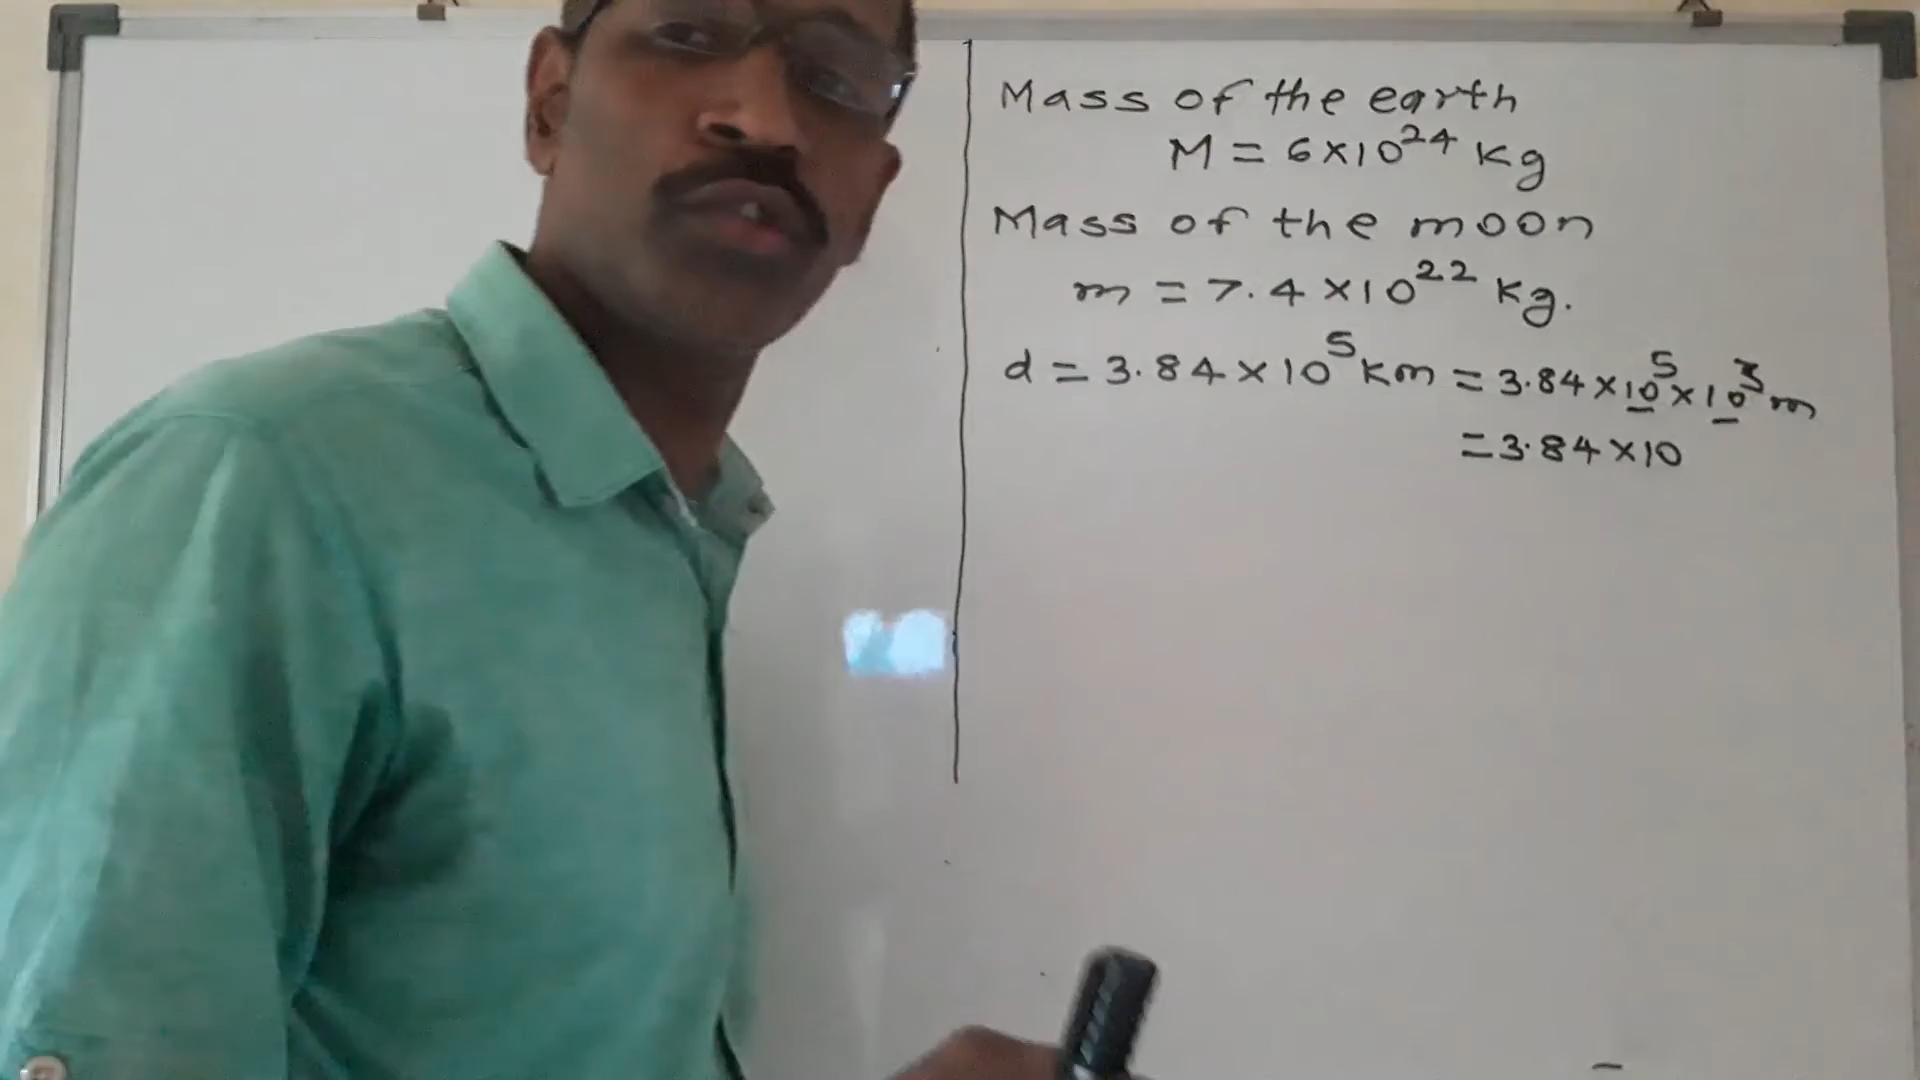 Mass of the earth
M = 6×10²⁴ kg
Mass of the moon
m = 7.4 ×10²² kg.
d = 3.84×10⁵ km = 3.84×10⁵×10³ m
= 3.84×10